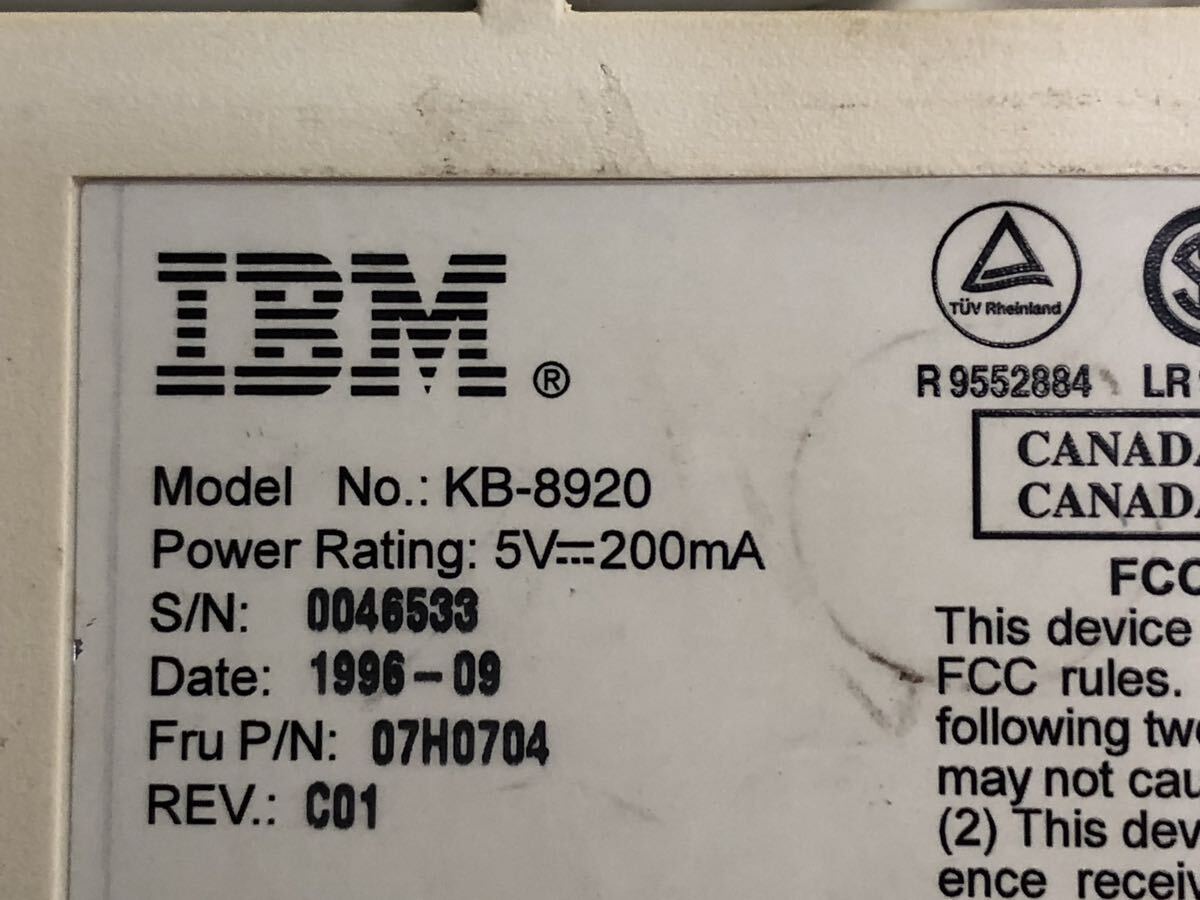 IBM®
Model No.: KB-8920
Power Rating: 5V⎓200mA
S/N: 0046533
Date: 1996-09
Fru P/N: 07H0704
REV.: C01
TÜV Rheinland
R 9552884
LR
CANADA
CANADA
FCC
This device
FCC rules.
following two
may not cau
(2) This dev
ence receiv